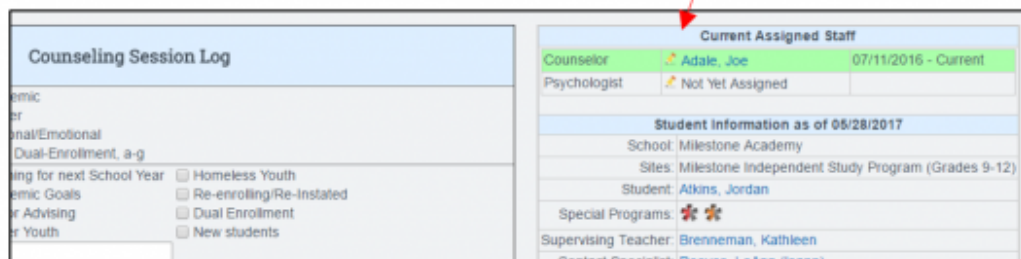 Counseling Session Log
emic
er
onal/Emotional
Dual-Enrollment, a-g
ing for next School Year Homeless Youth
emic Goals Re-enrolling/Re-Instated
r Advising Dual Enrollment
er Youth New students
Current Assigned Staff
Counselor Adale, Joe 07/11/2016 - Current
Psychologist Not Yet Assigned
Student Information as of 05/28/2017
School: Milestone Academy
Sites: Milestone Independent Study Program (Grades 9-12)
Student: Atkins, Jordan
Special Programs:
Supervising Teacher: Brenneman, Kathleen